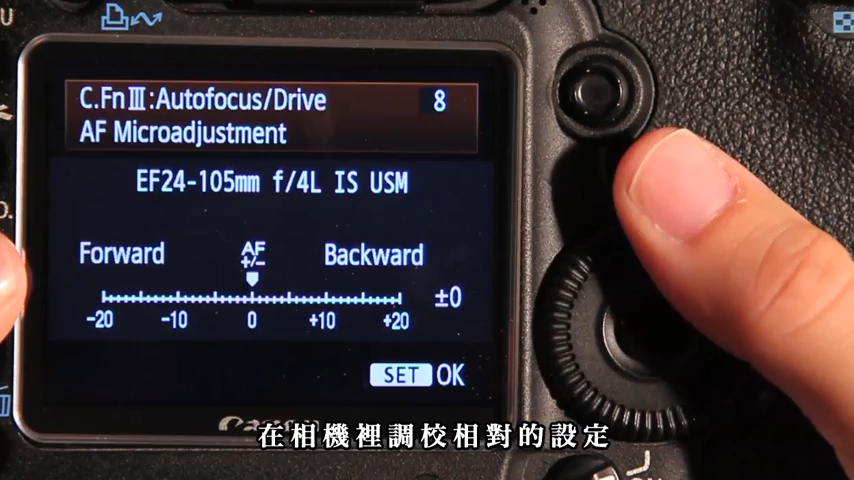 C.FnⅢ:Autofocus/Drive 8
AF Microadjustment
EF24-105mm f/4L IS USM
Forward AF +/– Backward
±0
-20 -10 0 +10 +20
SET OK
Canon
在相機裡調校相對的設定